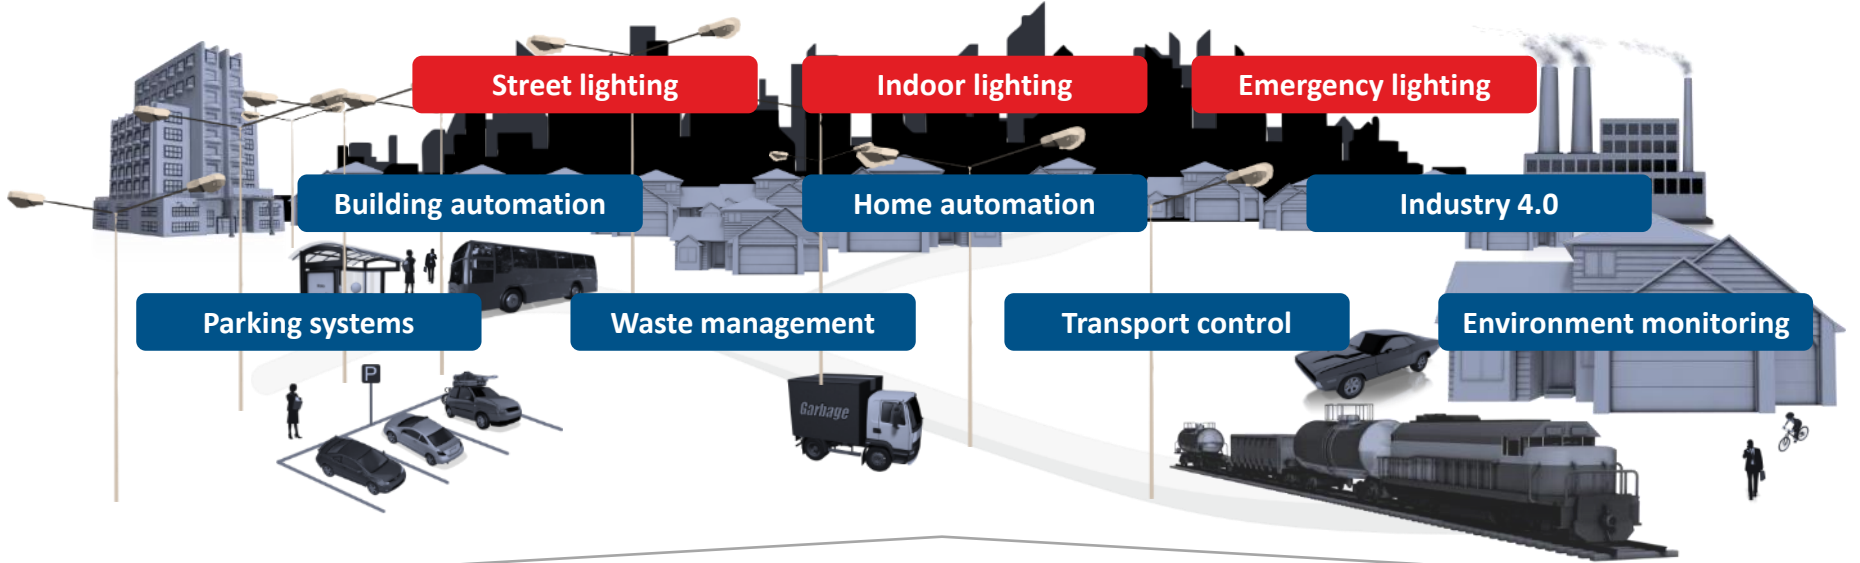 Street lighting
Indoor lighting
Emergency lighting
Building automation
Home automation
Industry 4.0
Parking systems
Waste management
Transport control
Environment monitoring
P
Garbage